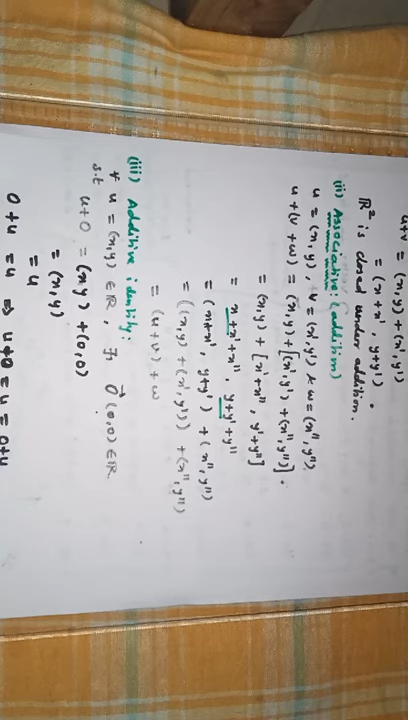 u+v = (x,y) + (x',y')
= (x+x', y+y')
ℝ² is closed under addition.
(ii) Associative: (addition)
u = (x,y), v = (x',y') & w = (x'',y'')
u+(v+w) = (x,y) + [(x',y') + (x'',y'')].
= (x,y) + [x'+x'', y'+y'']
= x+x'+x'', y+y'+y''
= (x+x', y+y') + (x'',y'')
= ((x,y) + (x',y')) + (x'',y'')
= (u+v) + w
(iii) Additive identity:
∀ u = (x,y) ∈ ℝ, ∃ 0⃗ (0,0) ∈ ℝ
s.t u+0 = (x,y) + (0,0)
= (x,y)
= u
0+u = u ⇒ u+0 = u = 0+u